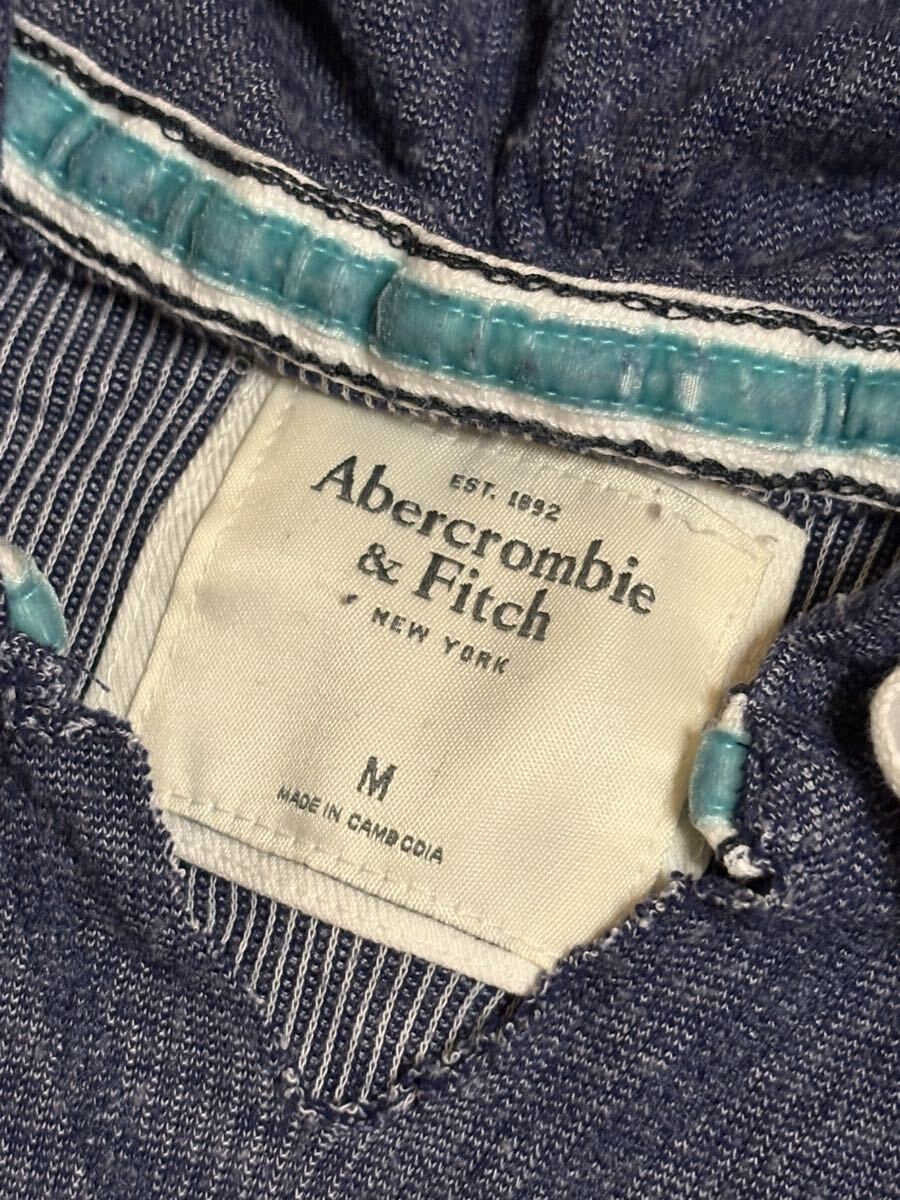 EST. 1892
Abercrombie
& Fitch
NEW YORK
M
MADE IN CAMBODIA